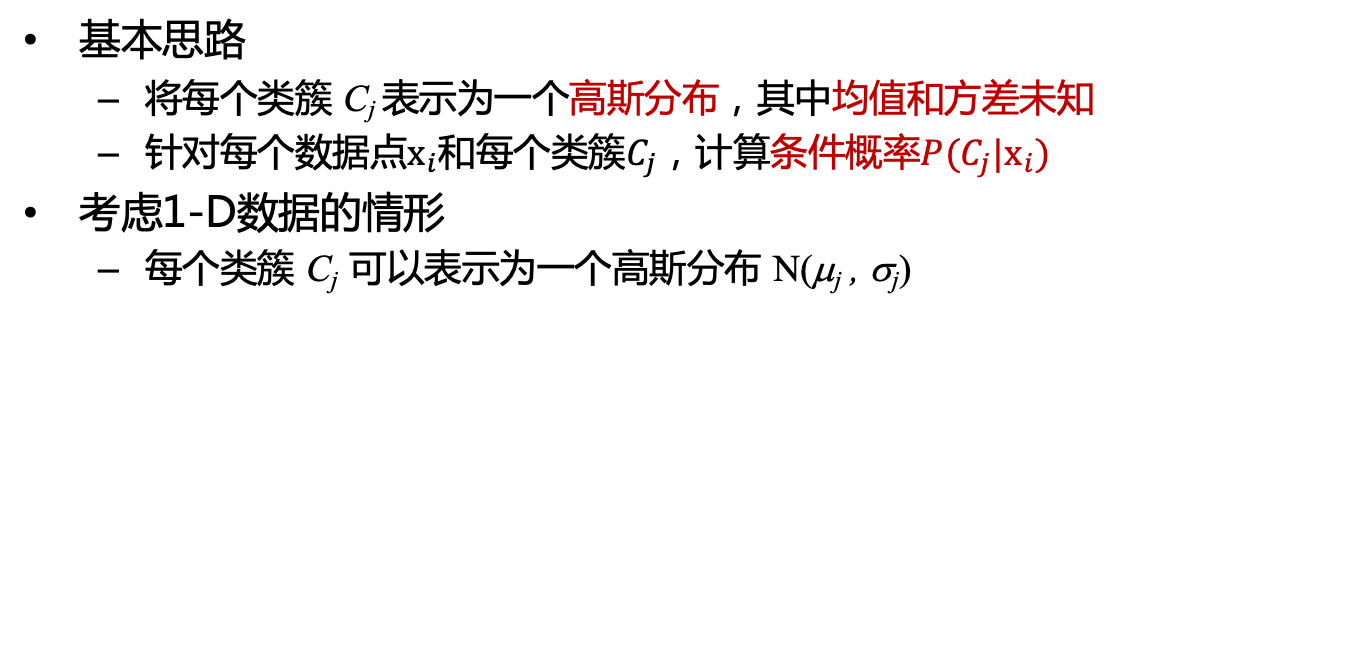 • 基本思路
– 将每个类簇 Cj 表示为一个高斯分布，其中均值和方差未知
– 针对每个数据点xi和每个类簇Cj，计算条件概率P(Cj|xi)
• 考虑1-D数据的情形
– 每个类簇 Cj 可以表示为一个高斯分布 N(μj , σj)